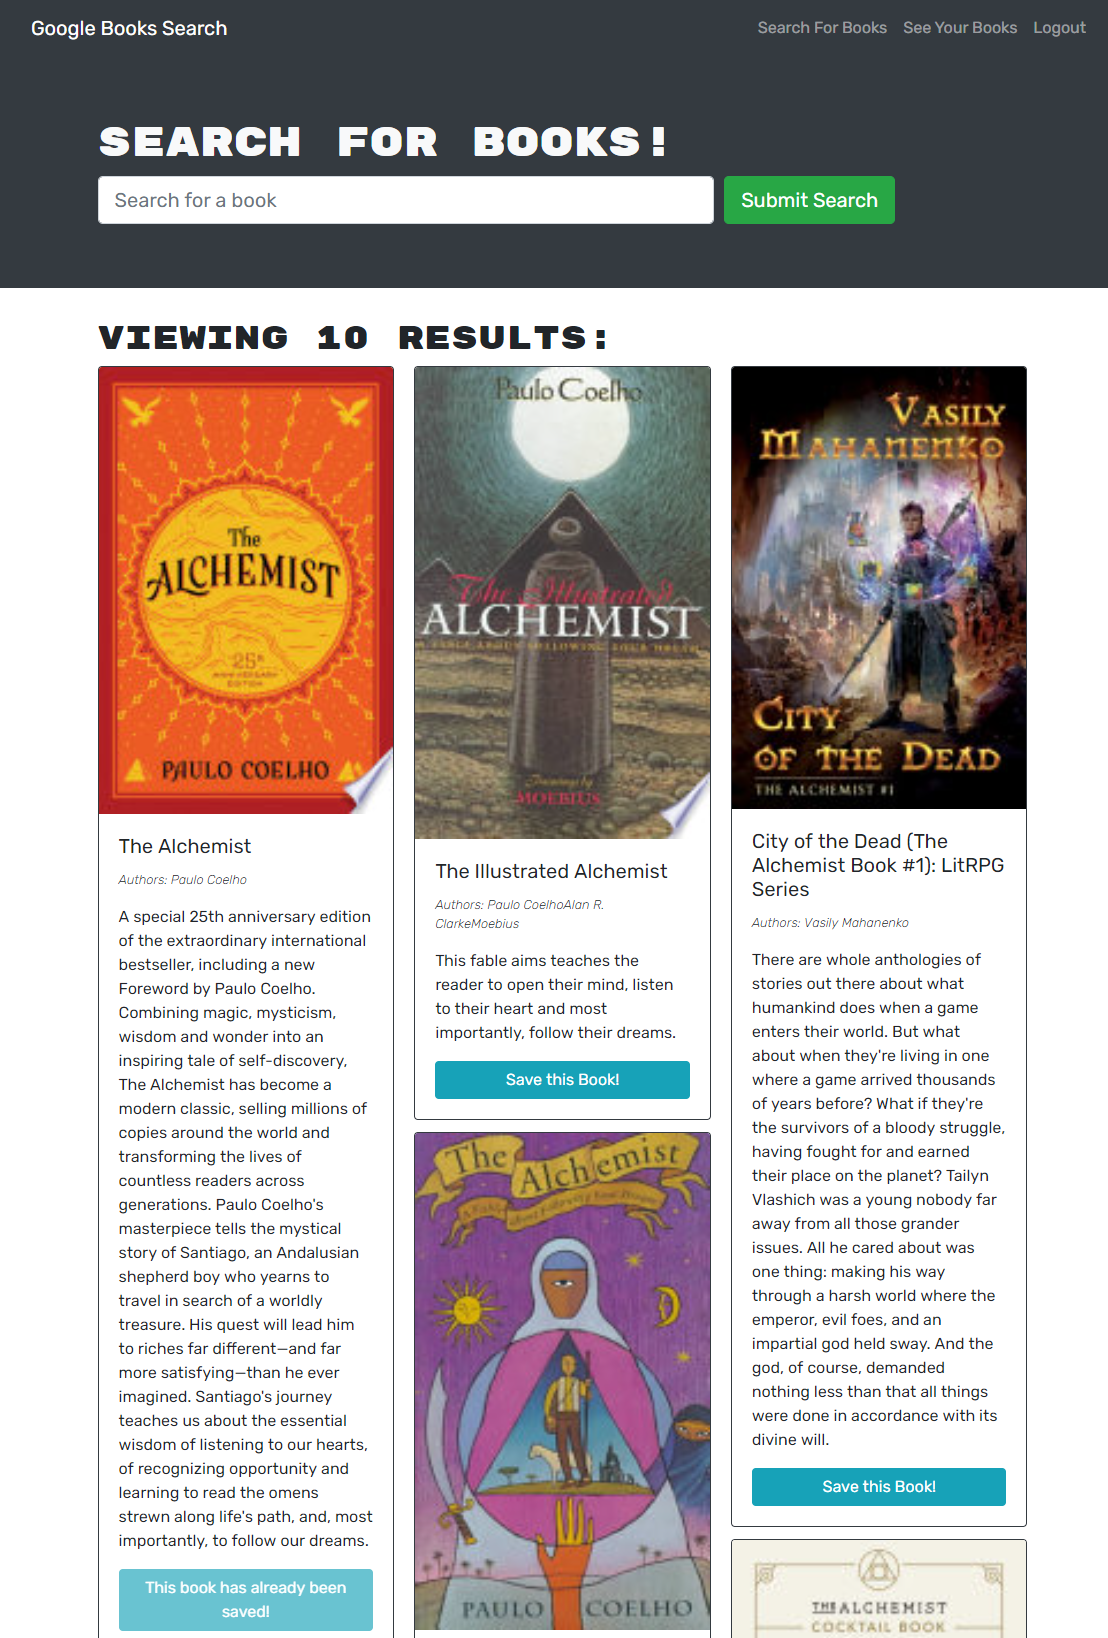 Google Books Search
Search For Books
See Your Books
Logout
SEARCH FOR BOOKS!
Search for a book
Submit Search
VIEWING 10 RESULTS:
The
ALCHEMIST
25th
ANNIVERSARY
EDITION
PAULO COELHO
The Alchemist
Authors: Paulo Coelho
A special 25th anniversary edition
of the extraordinary international
bestseller, including a new
Foreword by Paulo Coelho.
Combining magic, mysticism,
wisdom and wonder into an
inspiring tale of self-discovery,
The Alchemist has become a
modern classic, selling millions of
copies around the world and
transforming the lives of
countless readers across
generations. Paulo Coelho's
masterpiece tells the mystical
story of Santiago, an Andalusian
shepherd boy who yearns to
travel in search of a worldly
treasure. His quest will lead him
to riches far different—and far
more satisfying—than he ever
imagined. Santiago's journey
teaches us about the essential
wisdom of listening to our hearts,
of recognizing opportunity and
learning to read the omens
strewn along life's path, and, most
importantly, to follow our dreams.
This book has already been
saved!
Paulo Coelho
The Illustrated
ALCHEMIST
A FABLE ABOUT FOLLOWING YOUR DREAM
MOEBIUS
The Illustrated Alchemist
Authors: Paulo CoelhoAlan R.
ClarkeMoebius
This fable aims teaches the
reader to open their mind, listen
to their heart and most
importantly, follow their dreams.
Save this Book!
The Alchemist
A Fable About Following Your Dream
PAULO COELHO
VASILY
MAHANENKO
CITY
OF THE DEAD
THE ALCHEMIST #1
City of the Dead (The
Alchemist Book #1): LitRPG
Series
Authors: Vasily Mahanenko
There are whole anthologies of
stories out there about what
humankind does when a game
enters their world. But what
about when they're living in one
where a game arrived thousands
of years before? What if they're
the survivors of a bloody struggle,
having fought for and earned
their place on the planet? Tailyn
Vlashich was a young nobody far
away from all those grander
issues. All he cared about was
one thing: making his way
through a harsh world where the
emperor, evil foes, and an
impartial god held sway. And the
god, of course, demanded
nothing less than that all things
were done in accordance with its
divine will.
Save this Book!
THE ALCHEMIST
COCKTAIL BOOK